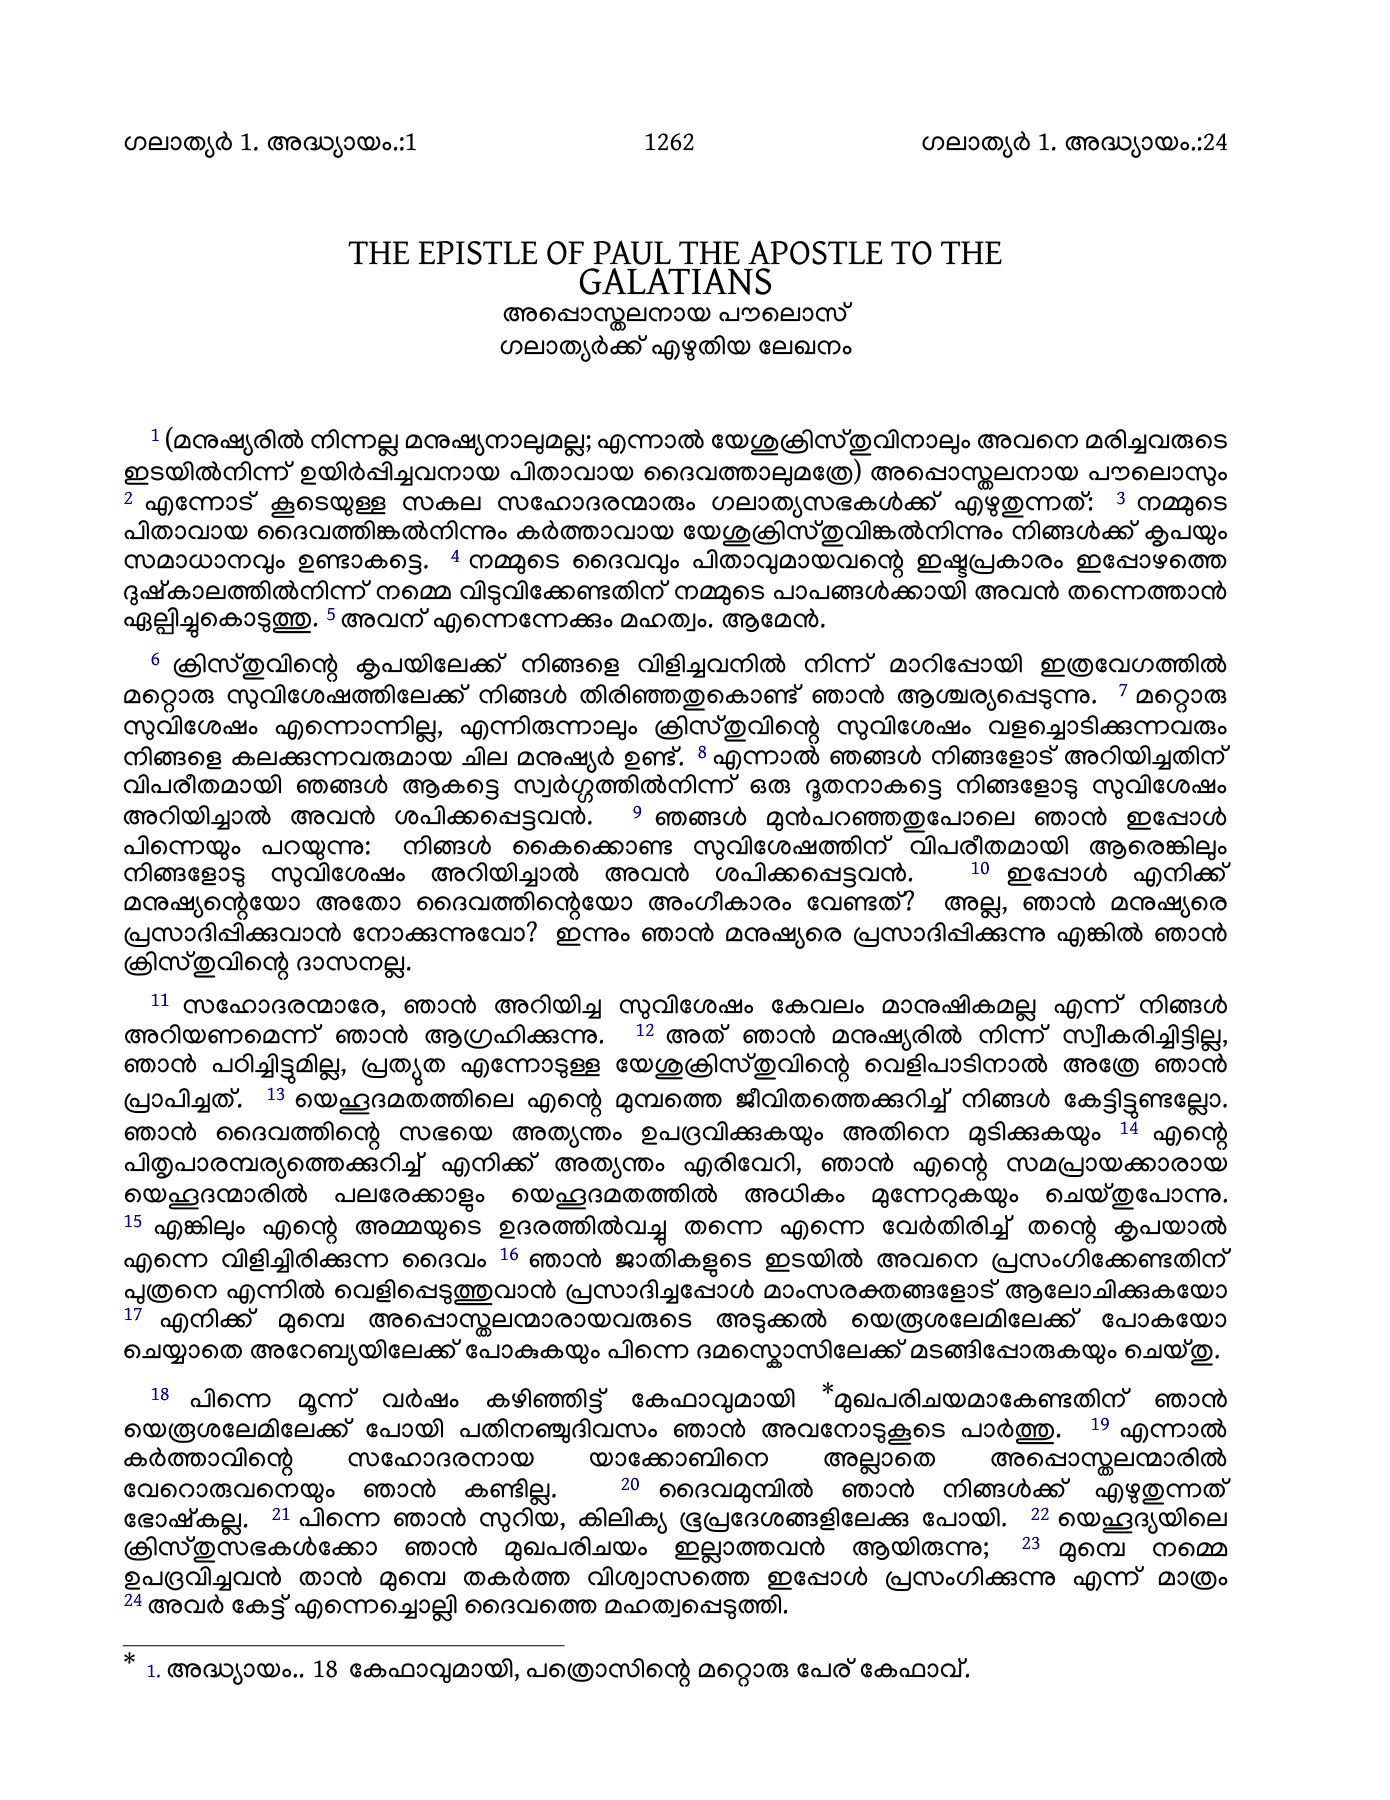 ഗലാത്യർ 1. അദ്ധ്യായം.:1 1262 ഗലാത്യർ 1. അദ്ധ്യായം.:24
THE EPISTLE OF PAUL THE APOSTLE TO THE
GALATIANS
അപ്പൊസ്തലനായ പൗലൊസ്
ഗലാത്യർക്ക് എഴുതിയ ലേഖനം
1 (മനുഷ്യരിൽ നിന്നല്ല മനുഷ്യനാലുമല്ല; എന്നാൽ യേശുക്രിസ്തുവിനാലും അവനെ മരിച്ചവരുടെ
ഇടയിൽനിന്ന് ഉയിർപ്പിച്ചവനായ പിതാവായ ദൈവത്താലുമത്രേ) അപ്പൊസ്തലനായ പൗലൊസും
2 എന്നോട് കൂടെയുള്ള സകല സഹോദരന്മാരും ഗലാത്യസഭകൾക്ക് എഴുതുന്നത്: 3 നമ്മുടെ
പിതാവായ ദൈവത്തിങ്കൽനിന്നും കർത്താവായ യേശുക്രിസ്തുവിങ്കൽനിന്നും നിങ്ങൾക്ക് കൃപയും
സമാധാനവും ഉണ്ടാകട്ടെ. 4 നമ്മുടെ ദൈവവും പിതാവുമായവന്റെ ഇഷ്ടപ്രകാരം ഇപ്പോഴത്തെ
ദുഷ്കാലത്തിൽനിന്ന് നമ്മെ വിടുവിക്കേണ്ടതിന് നമ്മുടെ പാപങ്ങൾക്കായി അവൻ തന്നെത്താൻ
ഏല്പിച്ചുകൊടുത്തു. 5 അവന് എന്നെന്നേക്കും മഹത്വം. ആമേൻ.
6 ക്രിസ്തുവിന്റെ കൃപയിലേക്ക് നിങ്ങളെ വിളിച്ചവനിൽ നിന്ന് മാറിപ്പോയി ഇത്രവേഗത്തിൽ
മറ്റൊരു സുവിശേഷത്തിലേക്ക് നിങ്ങൾ തിരിഞ്ഞതുകൊണ്ട് ഞാൻ ആശ്ചര്യപ്പെടുന്നു. 7 മറ്റൊരു
സുവിശേഷം എന്നൊന്നില്ല, എന്നിരുന്നാലും ക്രിസ്തുവിന്റെ സുവിശേഷം വളച്ചൊടിക്കുന്നവരും
നിങ്ങളെ കലക്കുന്നവരുമായ ചില മനുഷ്യർ ഉണ്ട്. 8 എന്നാൽ ഞങ്ങൾ നിങ്ങളോട് അറിയിച്ചതിന്
വിപരീതമായി ഞങ്ങൾ ആകട്ടെ സ്വർഗ്ഗത്തിൽനിന്ന് ഒരു ദൂതനാകട്ടെ നിങ്ങളോടു സുവിശേഷം
അറിയിച്ചാൽ അവൻ ശപിക്കപ്പെട്ടവൻ. 9 ഞങ്ങൾ മുൻപറഞ്ഞതുപോലെ ഞാൻ ഇപ്പോൾ
പിന്നെയും പറയുന്നു: നിങ്ങൾ കൈക്കൊണ്ട സുവിശേഷത്തിന് വിപരീതമായി ആരെങ്കിലും
നിങ്ങളോടു സുവിശേഷം അറിയിച്ചാൽ അവൻ ശപിക്കപ്പെട്ടവൻ. 10 ഇപ്പോൾ എനിക്ക്
മനുഷ്യന്റെയോ അതോ ദൈവത്തിന്റെയോ അംഗീകാരം വേണ്ടത്? അല്ല, ഞാൻ മനുഷ്യരെ
പ്രസാദിപ്പിക്കുവാൻ നോക്കുന്നുവോ? ഇന്നും ഞാൻ മനുഷ്യരെ പ്രസാദിപ്പിക്കുന്നു എങ്കിൽ ഞാൻ
ക്രിസ്തുവിന്റെ ദാസനല്ല.
11 സഹോദരന്മാരേ, ഞാൻ അറിയിച്ച സുവിശേഷം കേവലം മാനുഷികമല്ല എന്ന് നിങ്ങൾ
അറിയണമെന്ന് ഞാൻ ആഗ്രഹിക്കുന്നു. 12 അത് ഞാൻ മനുഷ്യരിൽ നിന്ന് സ്വീകരിച്ചിട്ടില്ല,
ഞാൻ പഠിച്ചിട്ടുമില്ല, പ്രത്യുത എന്നോടുള്ള യേശുക്രിസ്തുവിന്റെ വെളിപാടിനാൽ അത്രേ ഞാൻ
പ്രാപിച്ചത്. 13 യെഹൂദമതത്തിലെ എന്റെ മുമ്പത്തെ ജീവിതത്തെക്കുറിച്ച് നിങ്ങൾ കേട്ടിട്ടുണ്ടല്ലോ.
ഞാൻ ദൈവത്തിന്റെ സഭയെ അത്യന്തം ഉപദ്രവിക്കുകയും അതിനെ മുടിക്കുകയും 14 എന്റെ
പിതൃപാരമ്പര്യത്തെക്കുറിച്ച് എനിക്ക് അത്യന്തം എരിവേറി, ഞാൻ എന്റെ സമപ്രായക്കാരായ
യെഹൂദന്മാരിൽ പലരേക്കാളും യെഹൂദമതത്തിൽ അധികം മുന്നേറുകയും ചെയ്തുപോന്നു.
15 എങ്കിലും എന്റെ അമ്മയുടെ ഉദരത്തിൽവച്ചു തന്നെ എന്നെ വേർതിരിച്ച് തന്റെ കൃപയാൽ
എന്നെ വിളിച്ചിരിക്കുന്ന ദൈവം 16 ഞാൻ ജാതികളുടെ ഇടയിൽ അവനെ പ്രസംഗിക്കേണ്ടതിന്
പുത്രനെ എന്നിൽ വെളിപ്പെടുത്തുവാൻ പ്രസാദിച്ചപ്പോൾ മാംസരക്തങ്ങളോട് ആലോചിക്കുകയോ
17 എനിക്ക് മുമ്പെ അപ്പൊസ്തലന്മാരായവരുടെ അടുക്കൽ യെരൂശലേമിലേക്ക് പോകയോ
ചെയ്യാതെ അറേബ്യയിലേക്ക് പോകുകയും പിന്നെ ദമസ്കൊസിലേക്ക് മടങ്ങിപ്പോരുകയും ചെയ്തു.
18 പിന്നെ മൂന്ന് വർഷം കഴിഞ്ഞിട്ട് കേഫാവുമായി *മുഖപരിചയമാകേണ്ടതിന് ഞാൻ
യെരൂശലേമിലേക്ക് പോയി പതിനഞ്ചുദിവസം ഞാൻ അവനോടുകൂടെ പാർത്തു. 19 എന്നാൽ
കർത്താവിന്റെ സഹോദരനായ യാക്കോബിനെ അല്ലാതെ അപ്പൊസ്തലന്മാരിൽ
വേറൊരുവനെയും ഞാൻ കണ്ടില്ല. 20 ദൈവമുമ്പിൽ ഞാൻ നിങ്ങൾക്ക് എഴുതുന്നത്
ഭോഷ്കല്ല. 21 പിന്നെ ഞാൻ സുറിയ, കിലിക്യ ഭൂപ്രദേശങ്ങളിലേക്കു പോയി. 22 യെഹൂദ്യയിലെ
ക്രിസ്തുസഭകൾക്കോ ഞാൻ മുഖപരിചയം ഇല്ലാത്തവൻ ആയിരുന്നു; 23 മുമ്പെ നമ്മെ
ഉപദ്രവിച്ചവൻ താൻ മുമ്പെ തകർത്ത വിശ്വാസത്തെ ഇപ്പോൾ പ്രസംഗിക്കുന്നു എന്ന് മാത്രം
24 അവർ കേട്ട് എന്നെച്ചൊല്ലി ദൈവത്തെ മഹത്വപ്പെടുത്തി.
* 1. അദ്ധ്യായം.. 18 കേഫാവുമായി, പത്രൊസിന്റെ മറ്റൊരു പേര് കേഫാവ്.